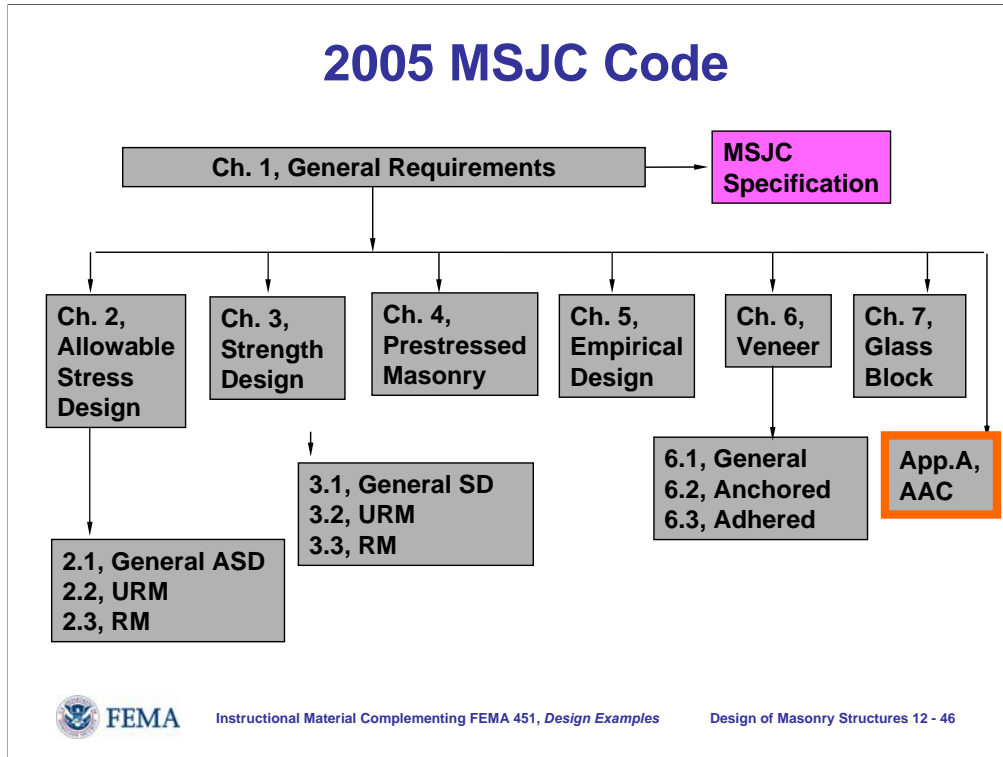 2005 MSJC Code
Ch. 1, General Requirements
MSJC
Specification
Ch. 2,
Allowable
Stress
Design
Ch. 3,
Strength
Design
Ch. 4,
Prestressed
Masonry
Ch. 5,
Empirical
Design
Ch. 6,
Veneer
Ch. 7,
Glass
Block
2.1, General ASD
2.2, URM
2.3, RM
3.1, General SD
3.2, URM
3.3, RM
6.1, General
6.2, Anchored
6.3, Adhered
App.A,
AAC
FEMA
Instructional Material Complementing FEMA 451, Design Examples
Design of Masonry Structures 12 - 46